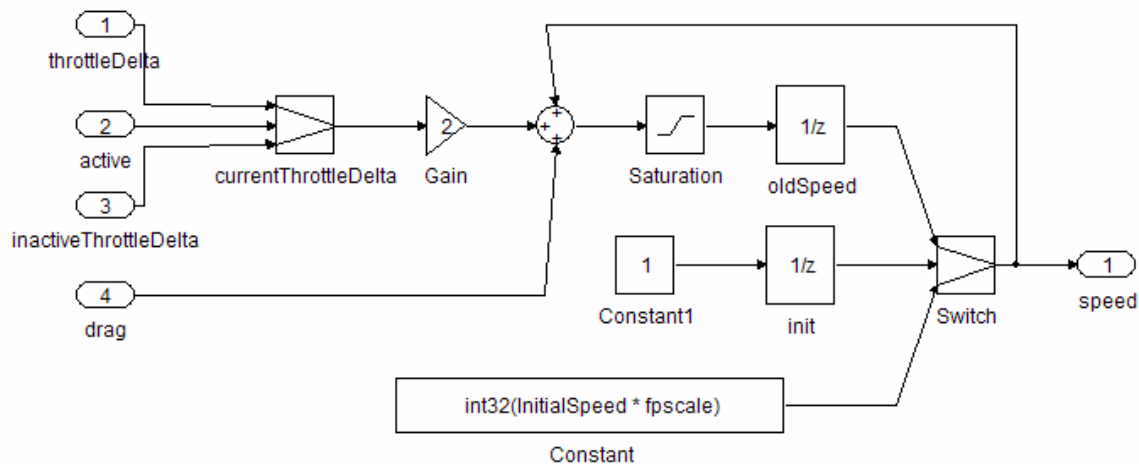 1
throttleDelta
2
active
3
inactiveThrottleDelta
4
drag
currentThrottleDelta
2
Gain
+
+
+
Saturation
1/z
oldSpeed
1
Constant1
1/z
init
Switch
1
speed
int32(InitialSpeed * fpscale)
Constant